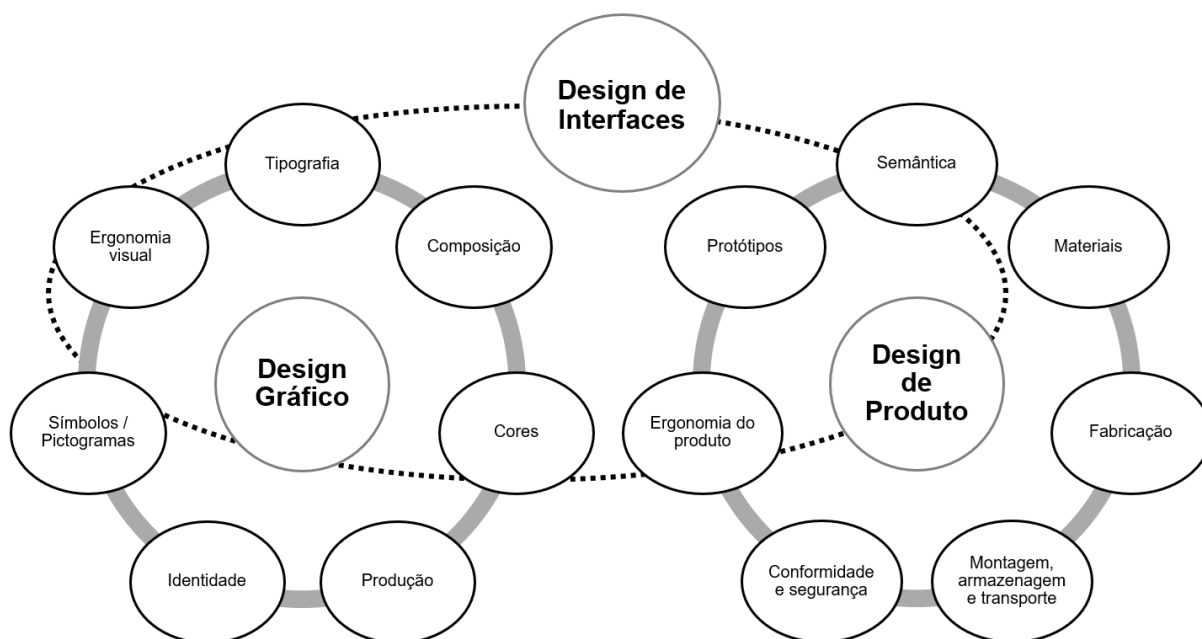 Design de
Interfaces
Tipografia
Semântica
Ergonomia
visual
Composição
Protótipos
Materiais
Design
Gráfico
Design
de
Produto
Símbolos /
Pictogramas
Cores
Ergonomia do
produto
Fabricação
Identidade
Produção
Conformidade
e segurança
Montagem,
armazenagem
e transporte